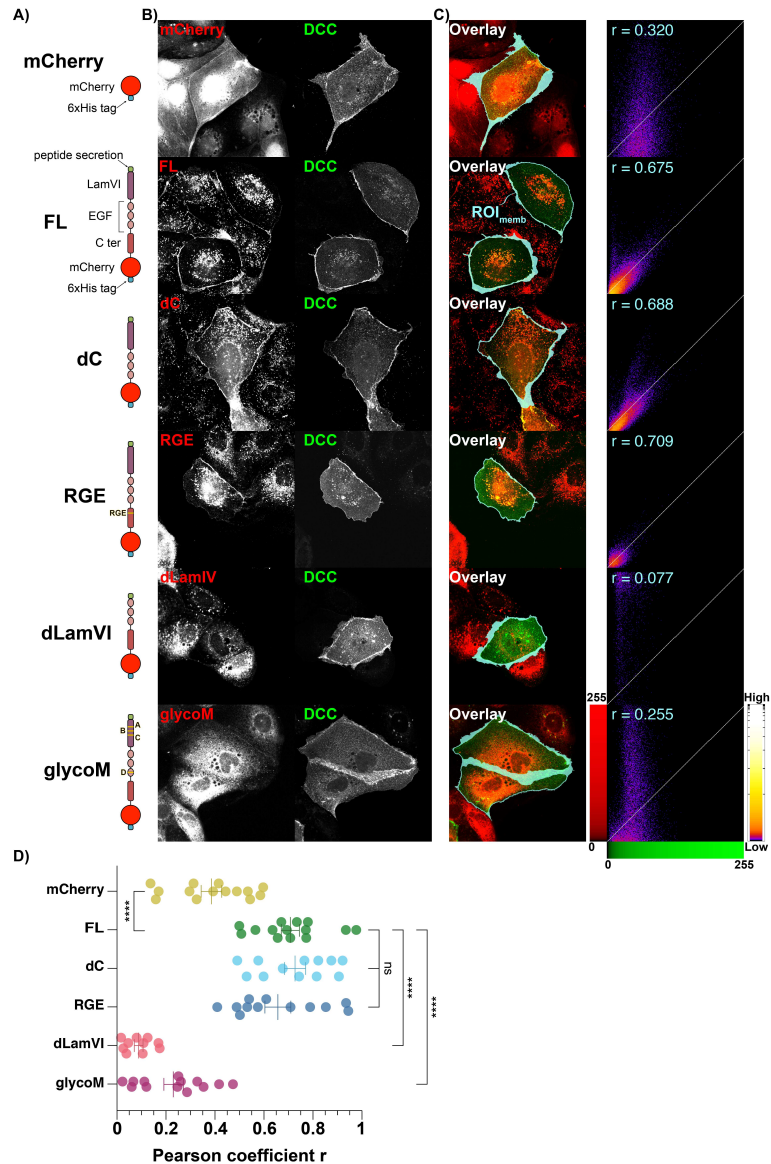 A)
B)
C)
mCherry
mCherry
6xHis tag
mCherry
DCC
Overlay
r = 0.320
peptide secretion
LamVI
EGF
C ter
mCherry
6xHis tag
FL
FL
DCC
Overlay
ROImemb
r = 0.675
dC
dC
DCC
Overlay
r = 0.688
RGE
RGE
RGE
DCC
Overlay
r = 0.709
dLamVI
dLamIV
DCC
Overlay
r = 0.077
glycoM
A
B
C
D
glycoM
DCC
Overlay
r = 0.255
255
0
High
Low
0
255
D)
mCherry
FL
dC
RGE
dLamVI
glycoM
****
ns
****
****
0 0.2 0.4 0.6 0.8 1
Pearson coefficient r